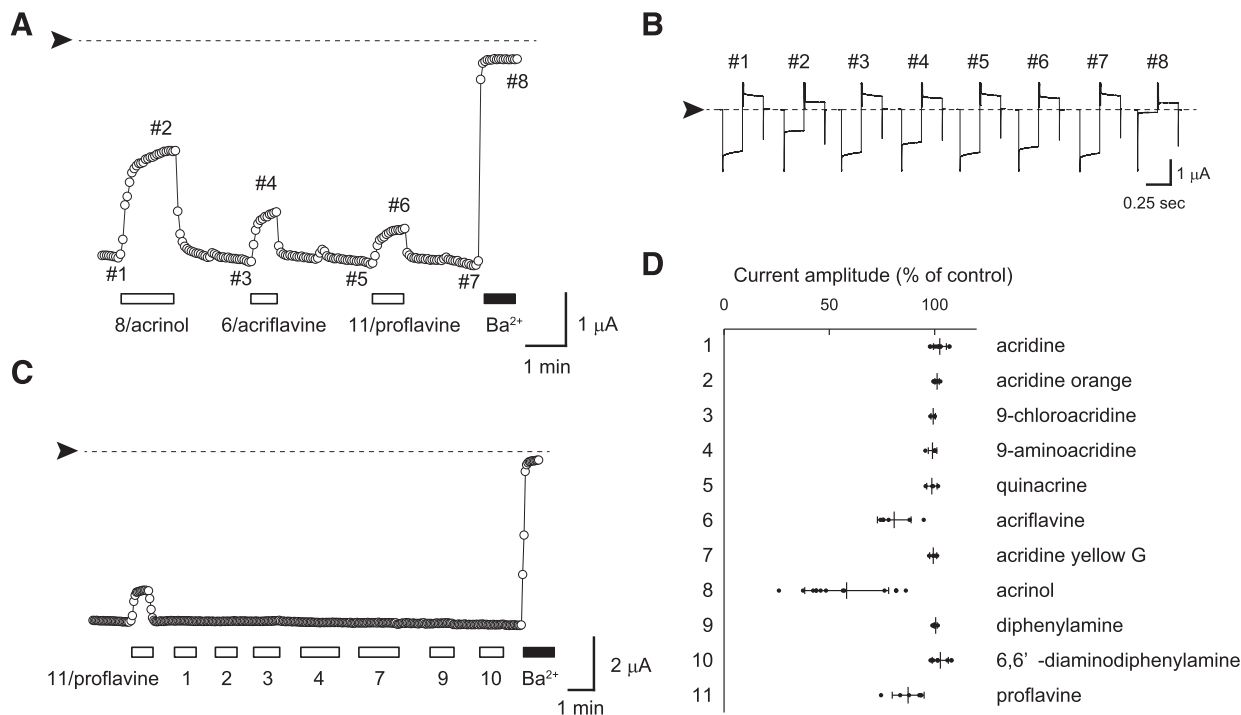 A
#2
#8
#4
#6
#1
#3
#5
#7
8/acrinol
6/acriflavine
11/proflavine
Ba²⁺
1 μA
1 min
B
#1 #2 #3 #4 #5 #6 #7 #8
1 μA
0.25 sec
C
11/proflavine 1 2 3 4 7 9 10 Ba²⁺
2 μA
1 min
D
Current amplitude (% of control)
0 50 100
1 acridine
2 acridine orange
3 9-chloroacridine
4 9-aminoacridine
5 quinacrine
6 acriflavine
7 acridine yellow G
8 acrinol
9 diphenylamine
10 6,6’ -diaminodiphenylamine
11 proflavine